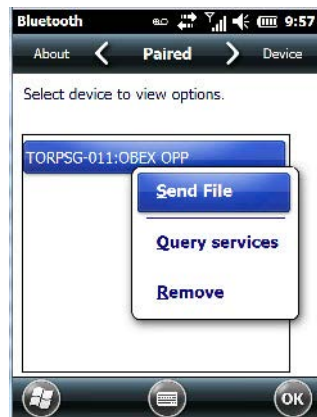 Bluetooth 9:57
About Paired Device
Select device to view options.
TORPSG-011:OBEX OPP
Send File
Query services
Remove
OK